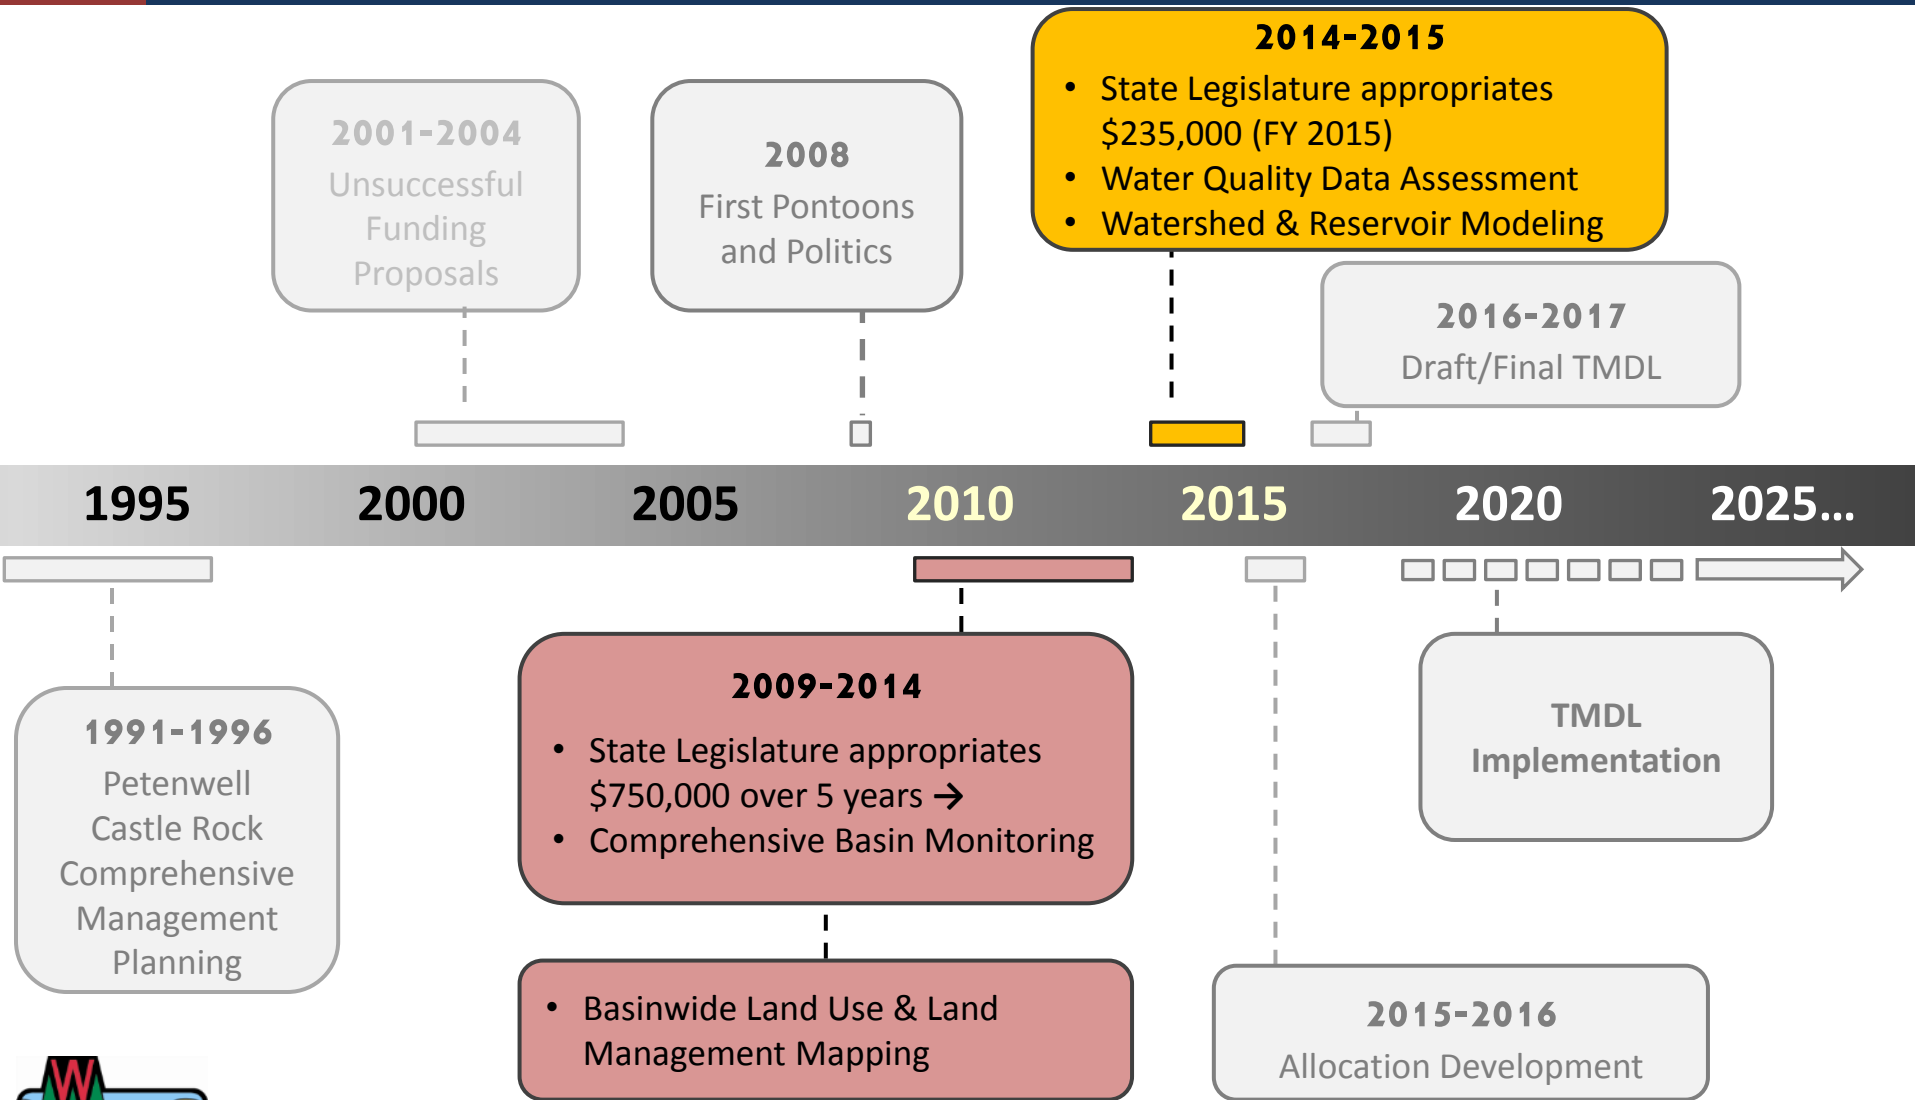 2014-2015
• State Legislature appropriates
$235,000 (FY 2015)
• Water Quality Data Assessment
• Watershed & Reservoir Modeling
2001-2004
Unsuccessful
Funding
Proposals
2008
First Pontoons
and Politics
2016-2017
Draft/Final TMDL
1995 2000 2005 2010 2015 2020 2025...
1991-1996
Petenwell
Castle Rock
Comprehensive
Management
Planning
2009-2014
• State Legislature appropriates
$750,000 over 5 years →
• Comprehensive Basin Monitoring
• Basinwide Land Use & Land
Management Mapping
TMDL
Implementation
2015-2016
Allocation Development
W